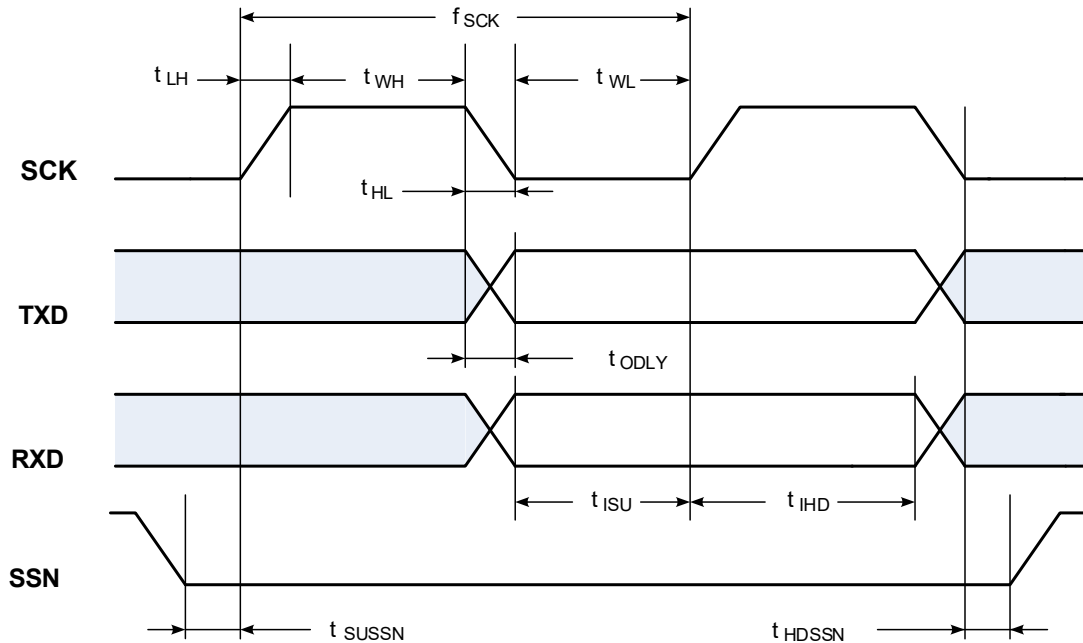 f SCK
t LH t WH t WL
SCK
t HL
TXD
t ODLY
RXD
t ISU t IHD
SSN
t SUSSN t HDSSN